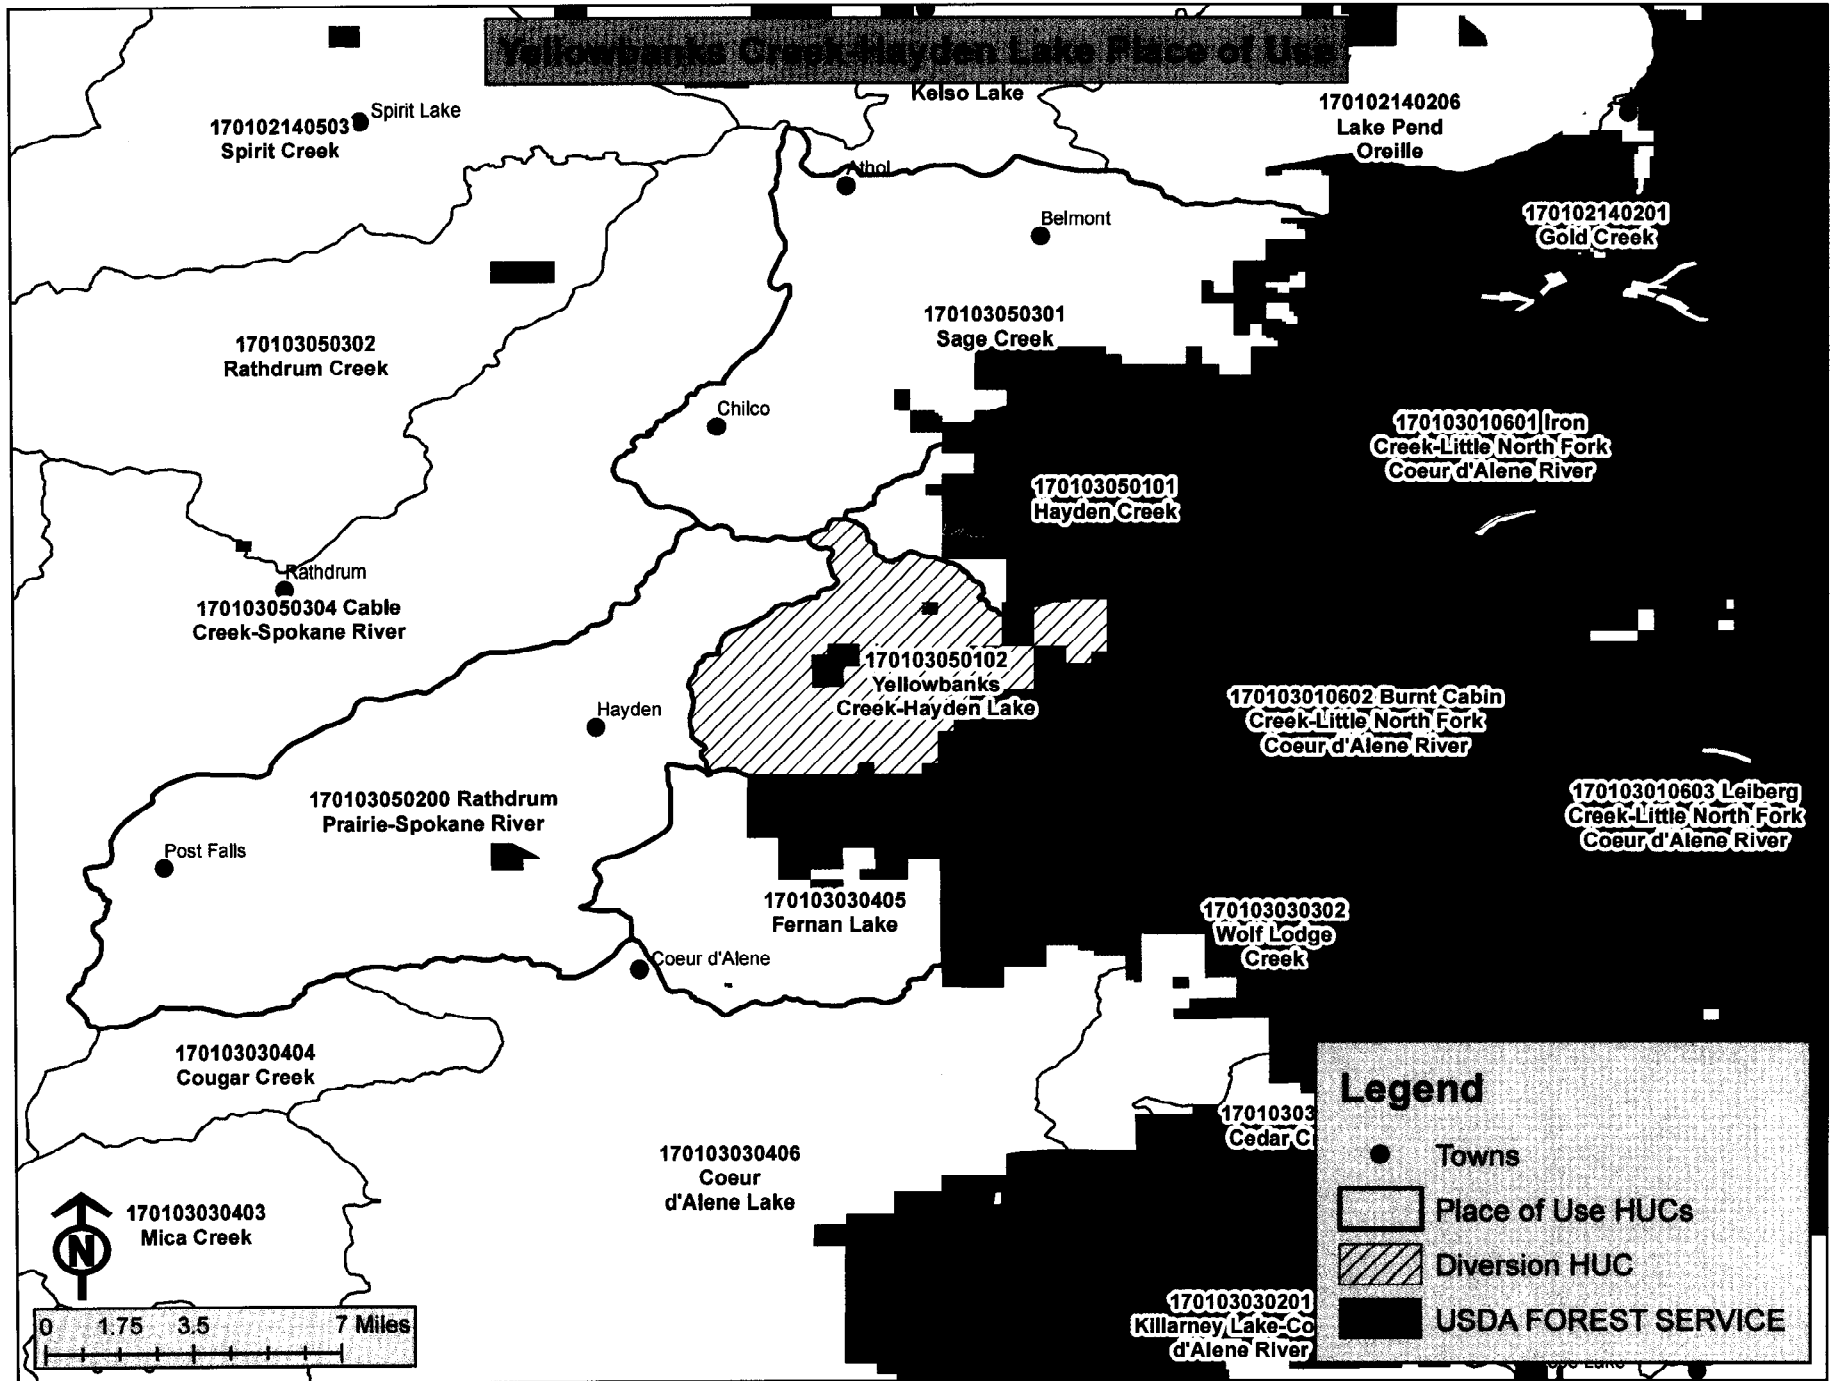 Yellowbanks Creek-Hayden Lake Place of Use
Kelso Lake
170102140206
Lake Pend
Oreille
Spirit Lake
170102140503
Spirit Creek
Athol
Belmont
170102140201
Gold Creek
170103050301
Sage Creek
170103050302
Rathdrum Creek
Chilco
170103010601 Iron
Creek-Little North Fork
Coeur d'Alene River
170103050101
Hayden Creek
Rathdrum
170103050304 Cable
Creek-Spokane River
170103050102
Yellowbanks
Creek-Hayden Lake
Hayden
170103010602 Burnt Cabin
Creek-Little North Fork
Coeur d'Alene River
170103050200 Rathdrum
Prairie-Spokane River
170103010603 Leiberg
Creek-Little North Fork
Coeur d'Alene River
Post Falls
170103030405
Fernan Lake
170103030302
Wolf Lodge
Creek
Coeur d'Alene
170103030404
Cougar Creek
17010303
Cedar C
170103030406
Coeur
d'Alene Lake
170103030403
Mica Creek
N
0 1.75 3.5 7 Miles
170103030201
Killarney Lake-Co
d'Alene River
Legend
Towns
Place of Use HUCs
Diversion HUC
USDA FOREST SERVICE